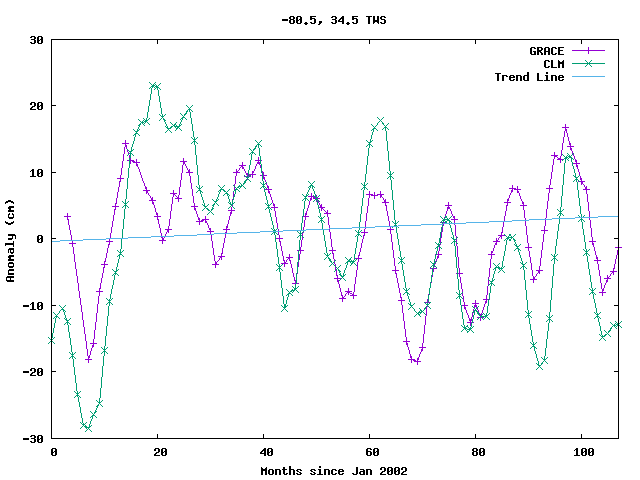 -80.5, 34.5 TWS
GRACE
CLM
Trend Line
30
20
10
0
-10
-20
-30
Anomaly (cm)
0 20 40 60 80 100
Months since Jan 2002